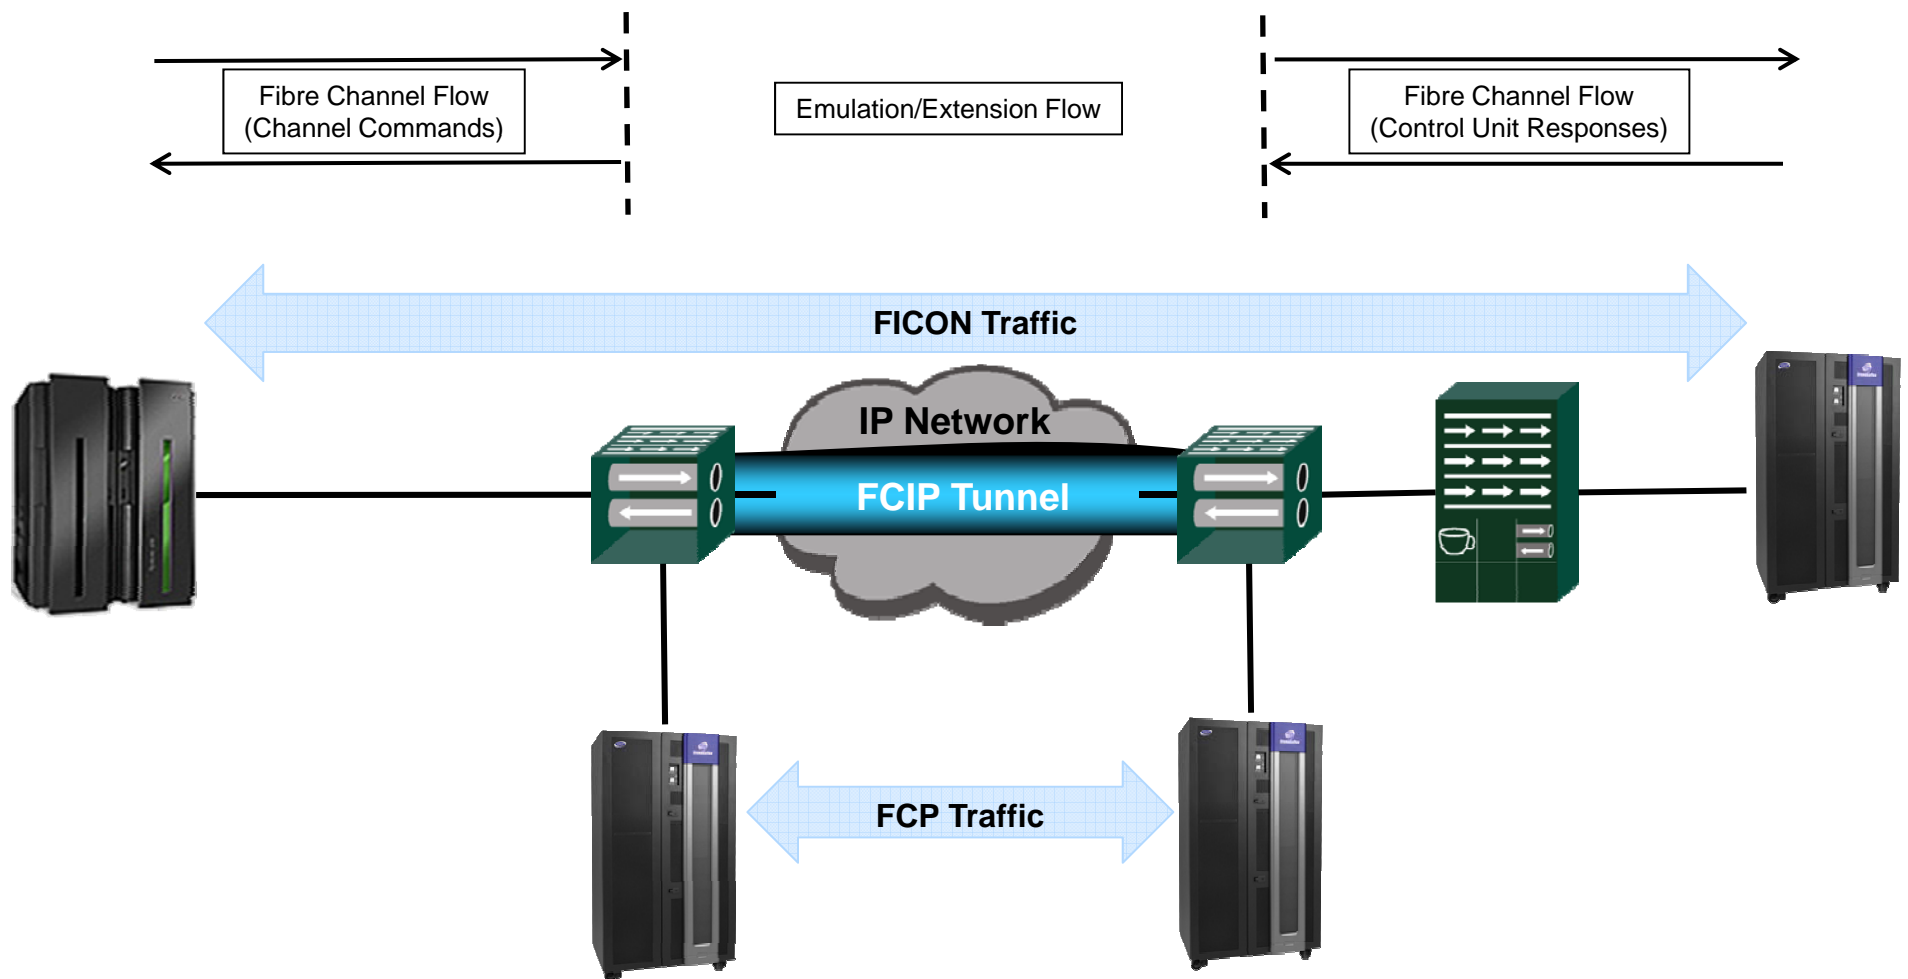 Fibre Channel Flow
(Channel Commands)
Emulation/Extension Flow
Fibre Channel Flow
(Control Unit Responses)
FICON Traffic
IP Network
FCIP Tunnel
FCP Traffic